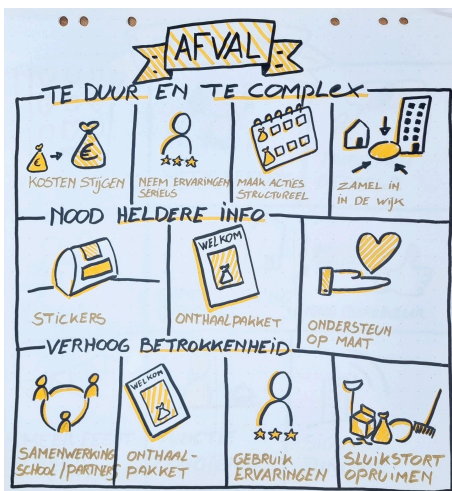 AFVAL
TE DUUR EN TE COMPLEX
€
€
KOSTEN STIJGEN
NEEM ERVARINGEN
SERIEUS
MAAK ACTIES
STRUCTUREEL
ZAMEL IN
IN DE WIJK
NOOD HELDERE INFO
STICKERS
WELKOM
ONTHAALPAKKET
ONDERSTEUN
OP MAAT
VERHOOG BETROKKENHEID
SAMENWERKING
SCHOOL/PARTNERS
WELKOM
ONTHAAL-
PAKKET
GEBRUIK
ERVARINGEN
SLUIKSTORT
OPRUIMEN